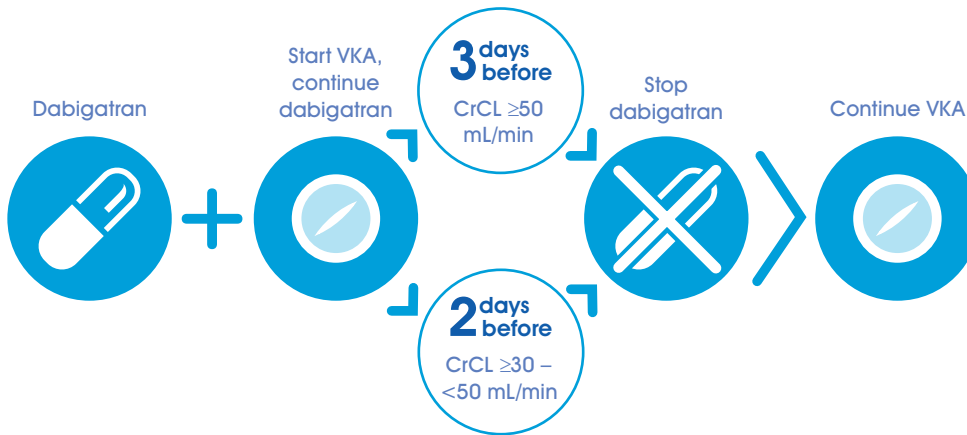 Dabigatran
Start VKA,
continue
dabigatran
3 days
before
CrCL ≥50
mL/min
2 days
before
CrCL ≥30 –
<50 mL/min
Stop
dabigatran
Continue VKA